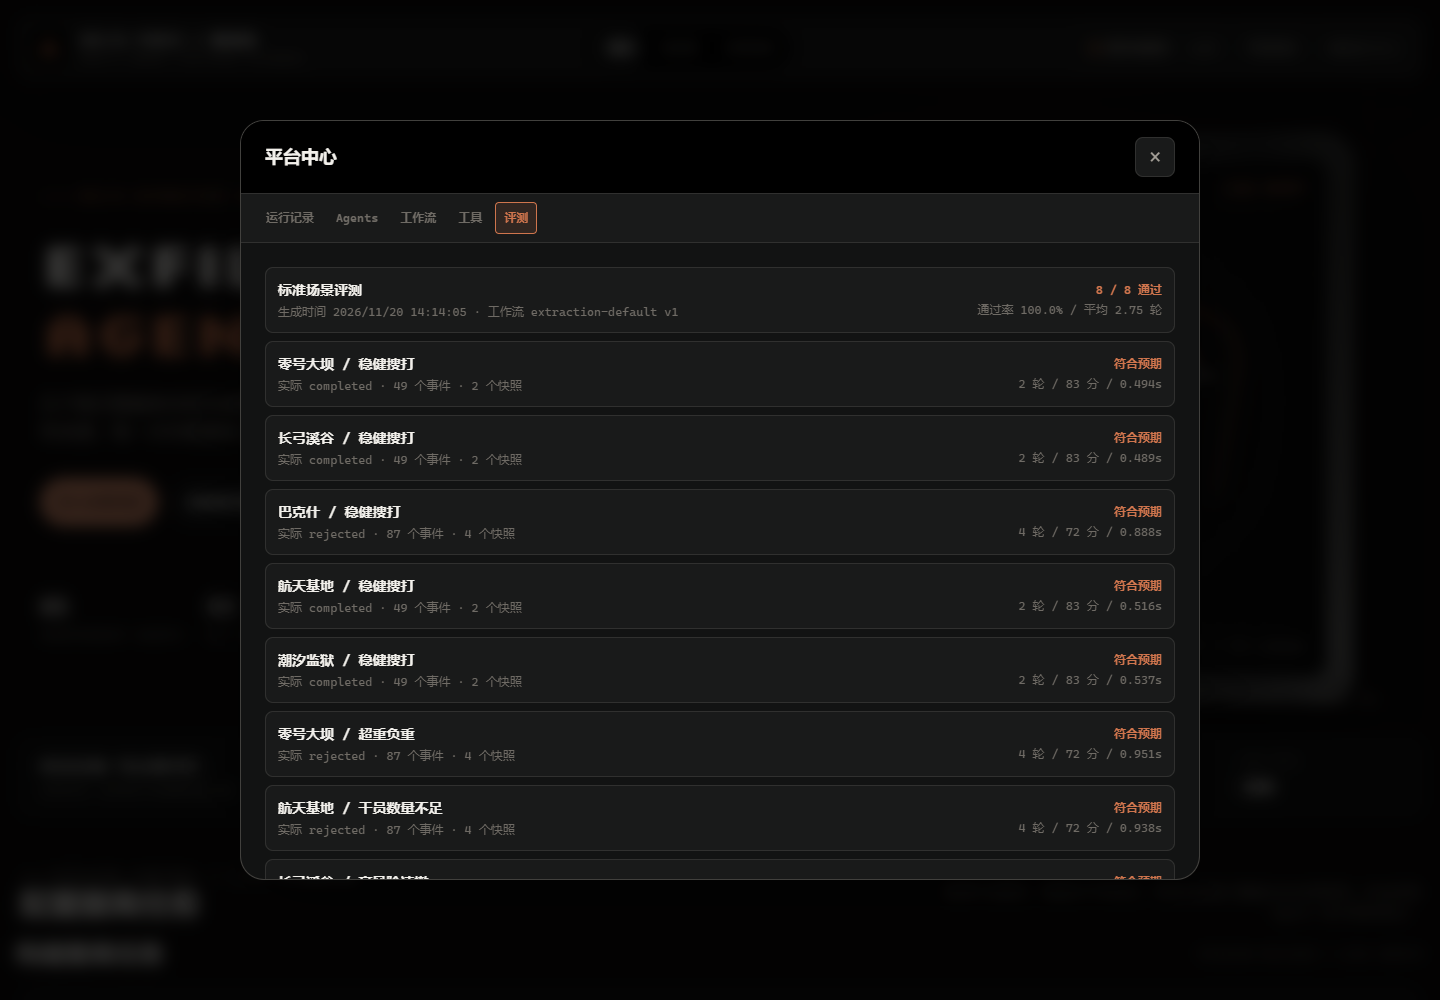 平台中心
×
运行记录 Agents 工作流 工具 评测
标准场景评测
8 / 8 通过
生成时间 2026/11/20 14:14:05 · 工作流 extraction-default v1
通过率 100.0% / 平均 2.75 轮
零号大坝 / 稳健搜打
符合预期
实际 completed · 49 个事件 · 2 个快照
2 轮 / 83 分 / 0.494s
长弓溪谷 / 稳健搜打
符合预期
实际 completed · 49 个事件 · 2 个快照
2 轮 / 83 分 / 0.489s
巴克什 / 稳健搜打
符合预期
实际 rejected · 87 个事件 · 4 个快照
4 轮 / 72 分 / 0.888s
航天基地 / 稳健搜打
符合预期
实际 completed · 49 个事件 · 2 个快照
2 轮 / 83 分 / 0.516s
潮汐监狱 / 稳健搜打
符合预期
实际 completed · 49 个事件 · 2 个快照
2 轮 / 83 分 / 0.537s
零号大坝 / 超重负重
符合预期
实际 rejected · 87 个事件 · 4 个快照
4 轮 / 72 分 / 0.951s
航天基地 / 干员数量不足
符合预期
实际 rejected · 87 个事件 · 4 个快照
4 轮 / 72 分 / 0.938s
长弓溪谷 /
符合预期